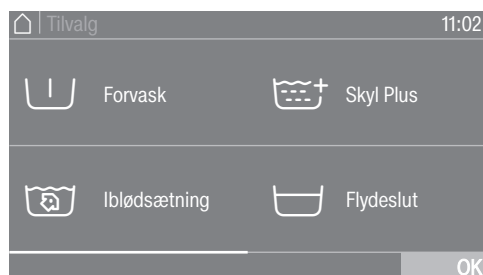 Tilvalg 11:02
Forvask Skyl Plus
Iblødsætning Flydeslut
OK